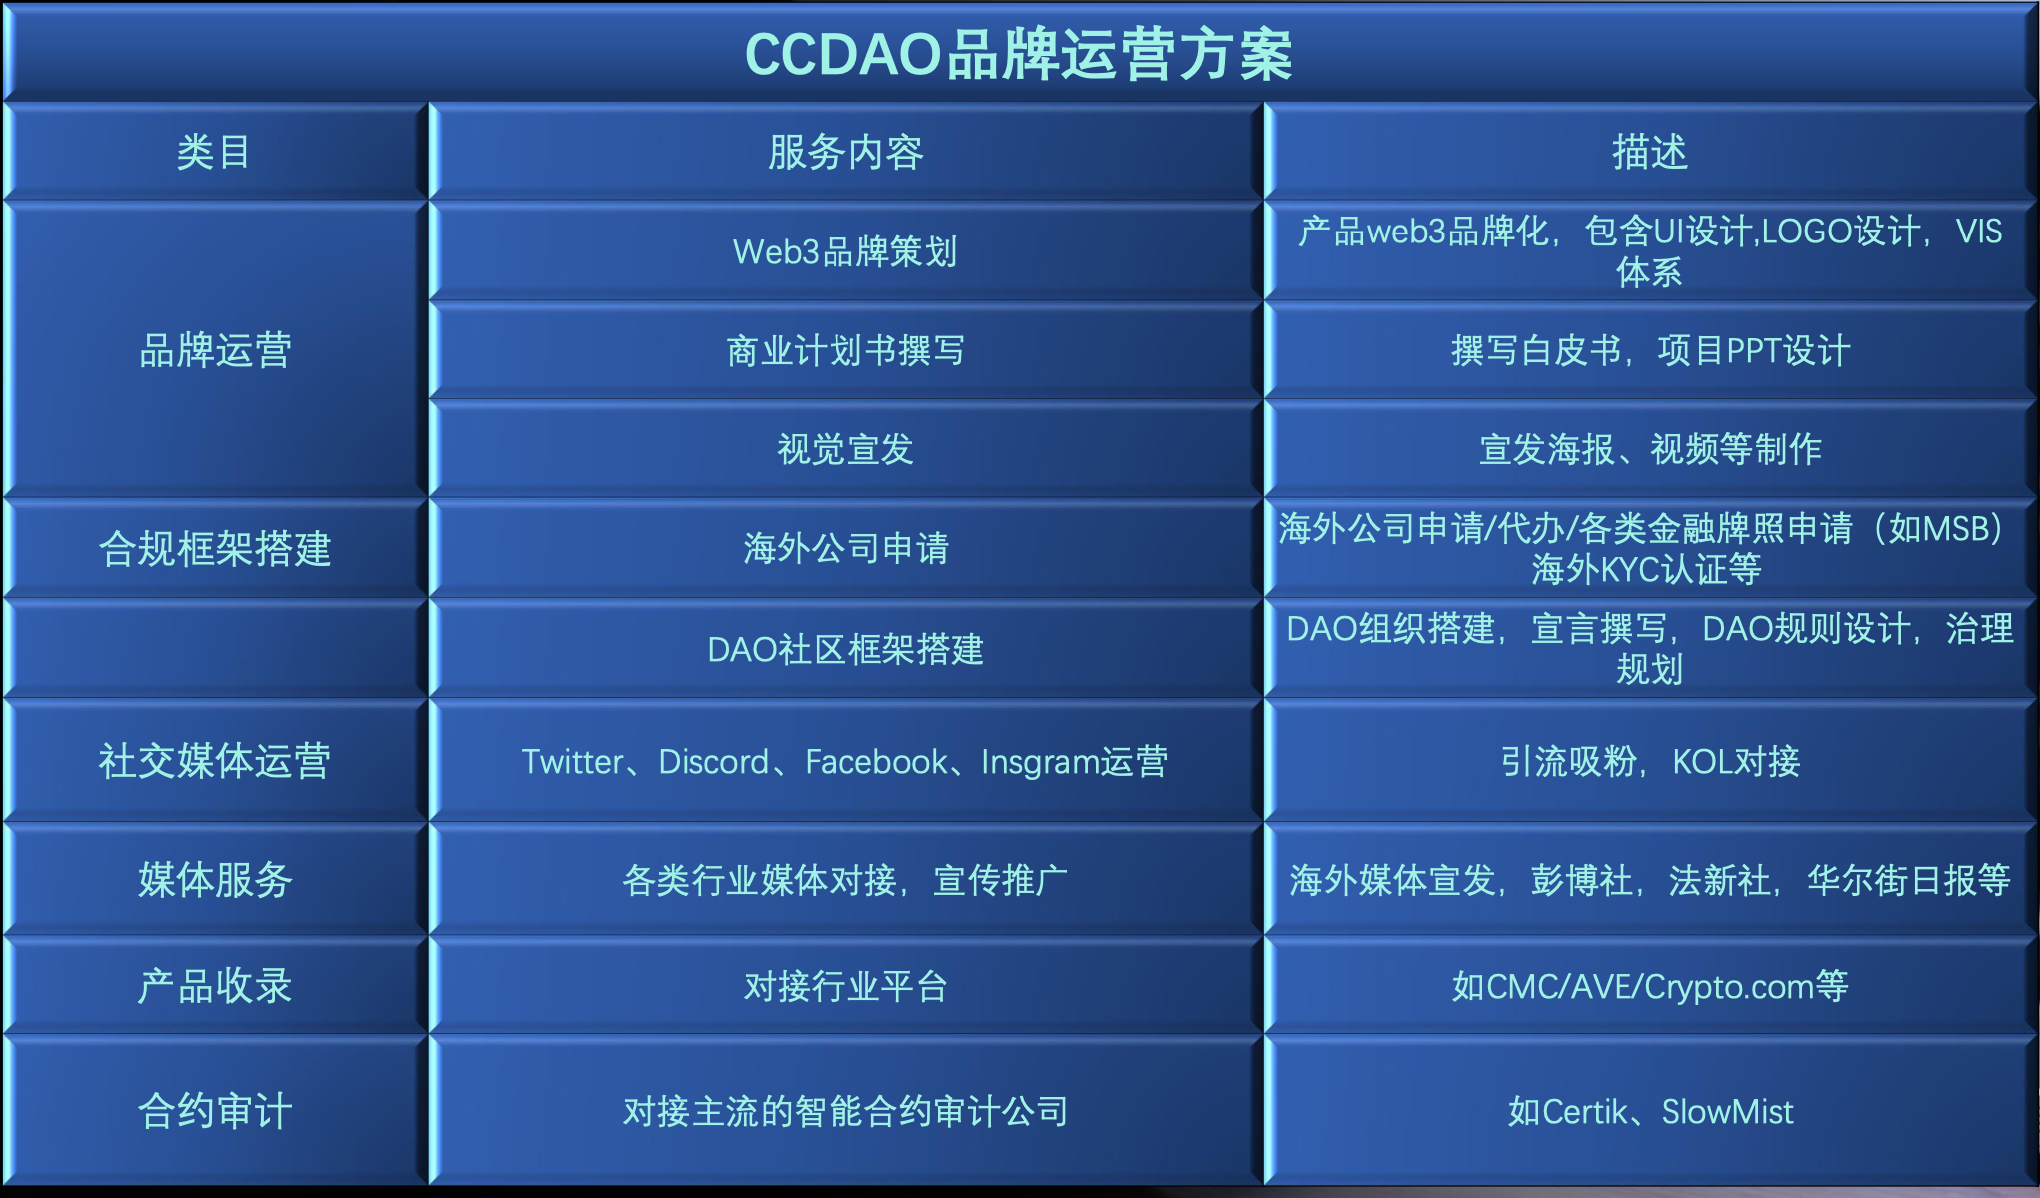 CCDAO品牌运营方案
类目
服务内容
描述
品牌运营
Web3品牌策划
产品web3品牌化，包含UI设计,LOGO设计，VIS
体系
商业计划书撰写
撰写白皮书，项目PPT设计
视觉宣发
宣发海报、视频等制作
合规框架搭建
海外公司申请
海外公司申请/代办/各类金融牌照申请（如MSB）
海外KYC认证等
DAO社区框架搭建
DAO组织搭建，宣言撰写，DAO规则设计，治理
规划
社交媒体运营
Twitter、Discord、Facebook、Insgram运营
引流吸粉，KOL对接
媒体服务
各类行业媒体对接，宣传推广
海外媒体宣发，彭博社，法新社，华尔街日报等
产品收录
对接行业平台
如CMC/AVE/Crypto.com等
合约审计
对接主流的智能合约审计公司
如Certik、SlowMist